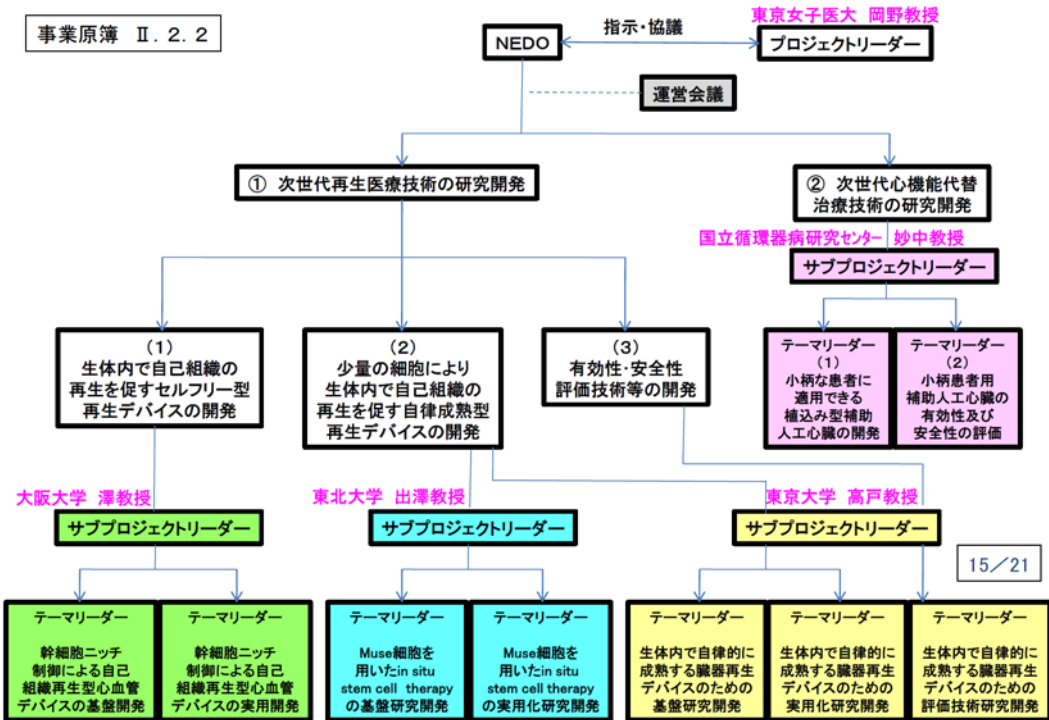 事業原簿 Ⅱ.2.2
東京女子医大 岡野教授
NEDO
指示・協議
プロジェクトリーダー
運営会議
① 次世代再生医療技術の研究開発
② 次世代心機能代替
治療技術の研究開発
国立循環器病研究センター 妙中教授
サブプロジェクトリーダー
(1)
生体内で自己組織の
再生を促すセルフリー型
再生デバイスの開発
(2)
少量の細胞により
生体内で自己組織の
再生を促す自律成熟型
再生デバイスの開発
(3)
有効性・安全性
評価技術等の開発
テーマリーダー
(1)
小柄な患者に
適用できる
植込み型補助
人工心臓の開発
テーマリーダー
(2)
小柄患者用
補助人工心臓の
有効性及び
安全性の評価
大阪大学 澤教授
サブプロジェクトリーダー
東北大学 出澤教授
サブプロジェクトリーダー
東京大学 高戸教授
サブプロジェクトリーダー
15/21
テーマリーダー
幹細胞ニッチ
制御による自己
組織再生型心血管
デバイスの基盤開発
テーマリーダー
幹細胞ニッチ
制御による自己
組織再生型心血管
デバイスの実用開発
テーマリーダー
Muse細胞を
用いたin situ
stem cell therapy
の基盤研究開発
テーマリーダー
Muse細胞を
用いたin situ
stem cell therapy
の実用化研究開発
テーマリーダー
生体内で自律的に
成熟する臓器再生
デバイスのための
基盤研究開発
テーマリーダー
生体内で自律的に
成熟する臓器再生
デバイスのための
実用化研究開発
テーマリーダー
生体内で自律的に
成熟する臓器再生
デバイスのための
評価技術研究開発